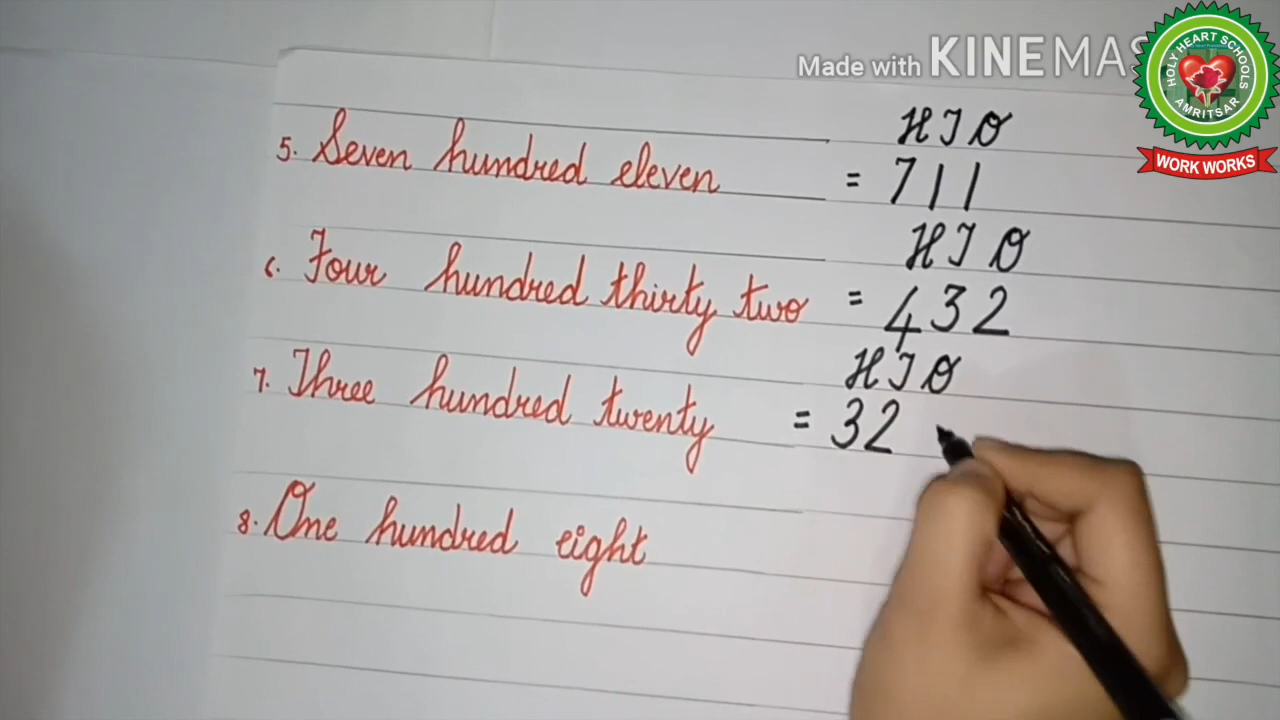 Made with KINEMAS
HOLY HEART SCHOOLS
AMRITSAR
WORK WORKS
H T O
5. Seven hundred eleven = 711
H T O
6. Four hundred thirty two = 432
H T O
7. Three hundred twenty = 32
8. One hundred eight